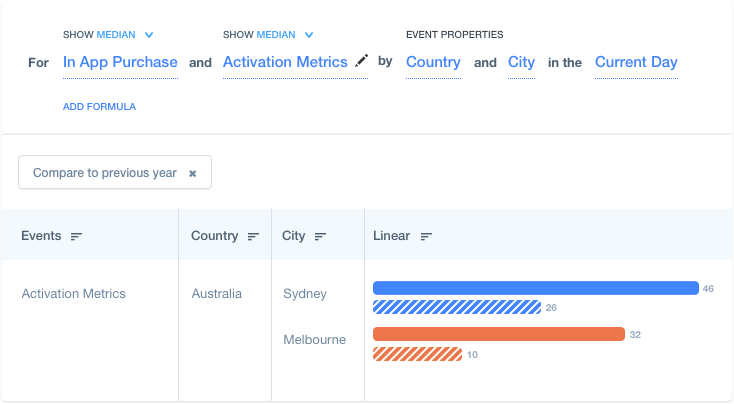 SHOW MEDIAN SHOW MEDIAN EVENT PROPERTIES
For In App Purchase and Activation Metrics by Country and City in the Current Day
ADD FORMULA
Compare to previous year ×
Events Country City Linear
Activation Metrics Australia Sydney 46
26
Melbourne 32
10